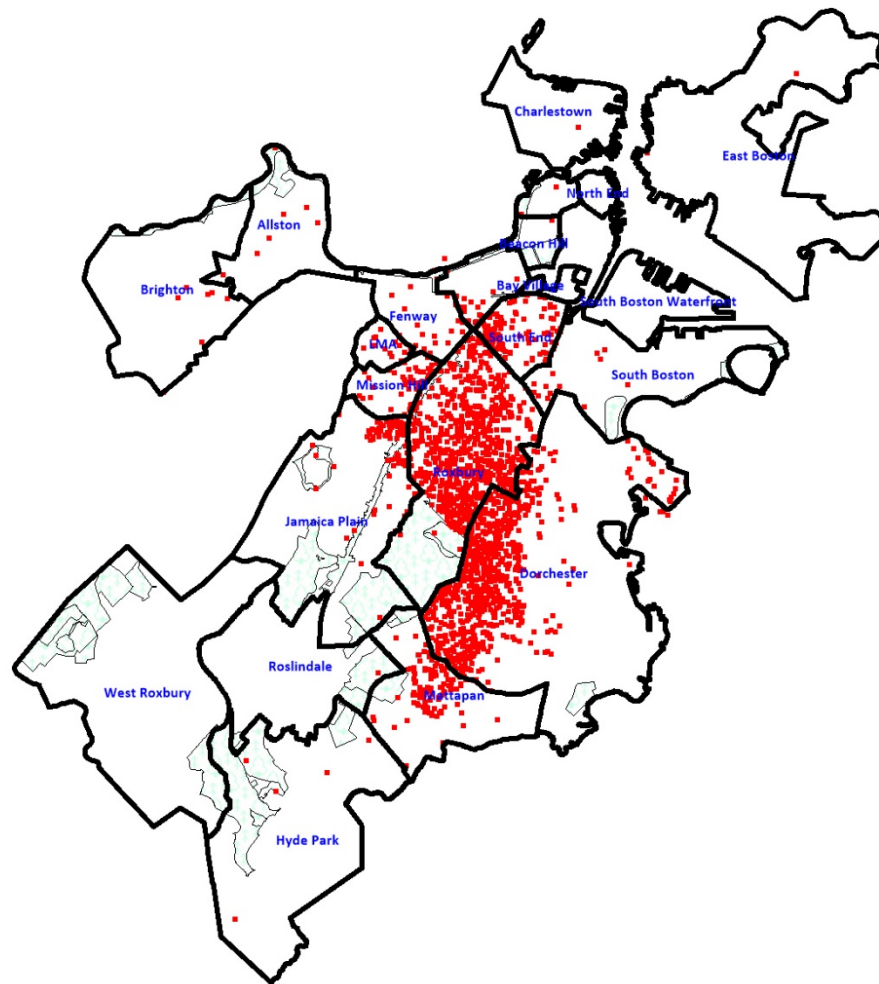 Charlestown
East Boston
North End
Allston
Beacon Hill
Brighton
Bay Village
South Boston Waterfront
Fenway
South End
LMA
South Boston
Mission Hill
Roxbury
Jamaica Plain
Dorchester
Roslindale
West Roxbury
Mattapan
Hyde Park